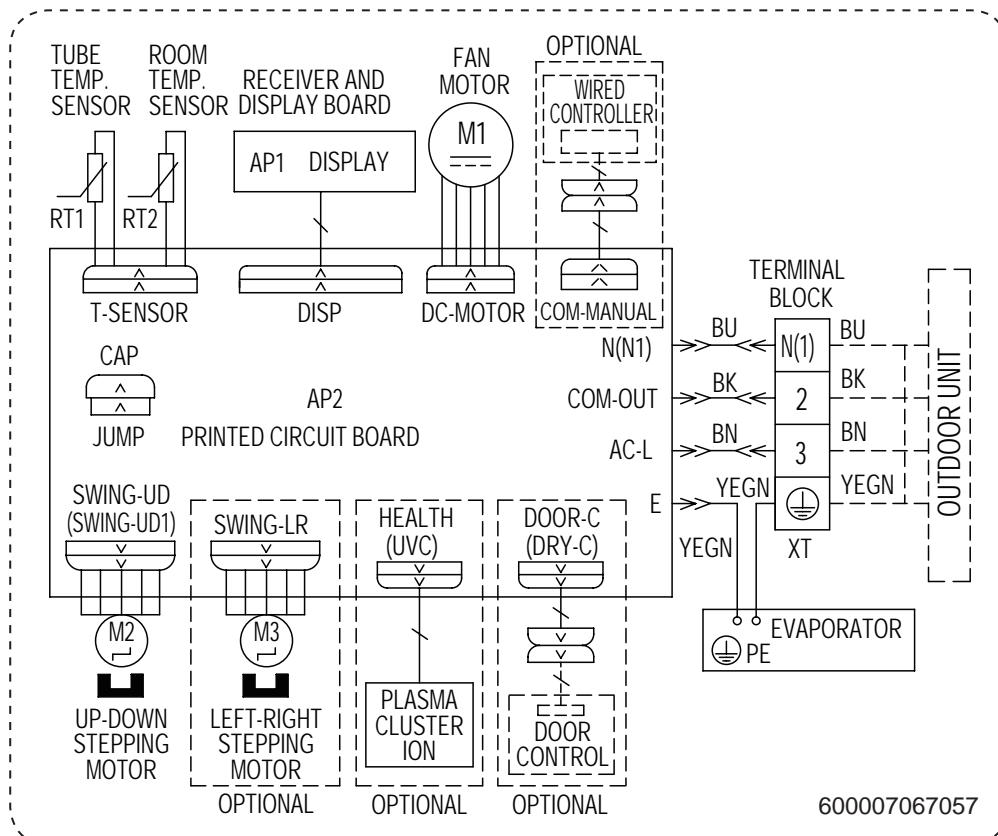 TUBE
TEMP.
SENSOR
ROOM
TEMP.
SENSOR
RECEIVER AND
DISPLAY BOARD
FAN
MOTOR
OPTIONAL
WIRED
CONTROLLER
AP1 DISPLAY
M1
RT1
RT2
T-SENSOR
DISP
DC-MOTOR
COM-MANUAL
TERMINAL
BLOCK
N(N1)
BU
N(1)
BU
COM-OUT
BK
2
BK
AC-L
BN
3
BN
E
YEGN
YEGN
YEGN
XT
OUTDOOR UNIT
CAP
JUMP
AP2
PRINTED CIRCUIT BOARD
SWING-UD
(SWING-UD1)
SWING-LR
HEALTH
(UVC)
DOOR-C
(DRY-C)
EVAPORATOR
PE
M2
M3
UP-DOWN
STEPPING
MOTOR
LEFT-RIGHT
STEPPING
MOTOR
PLASMA
CLUSTER
ION
DOOR
CONTROL
OPTIONAL
OPTIONAL
OPTIONAL
600007067057